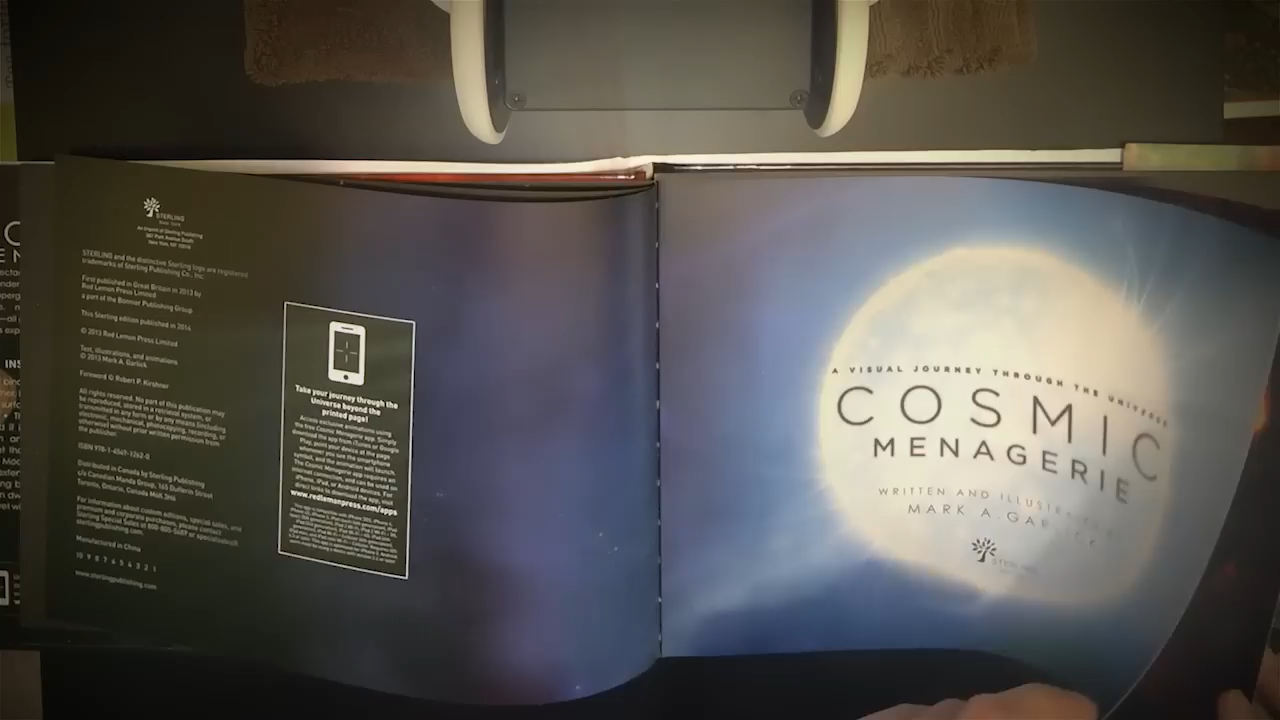 STERLING
New York
An Imprint of Sterling Publishing
387 Park Avenue South
New York, NY 10016
STERLING and the distinctive Sterling logo are registered
trademarks of Sterling Publishing Co., Inc.
First published in Great Britain in 2013 by
Red Lemon Press Limited
a part of the Bonnier Publishing Group
This Sterling edition published in 2014
© 2013 Red Lemon Press Limited
Text, illustrations, and animations
© 2013 Mark A. Garlick
Foreword © Robert P. Kirshner
All rights reserved. No part of this publication may
be reproduced, stored in a retrieval system, or
transmitted in any form or by any means (including
electronic, mechanical, photocopying, recording, or
otherwise) without prior written permission from
the publisher.
ISBN 978-1-4549-1242-0
Distributed in Canada by Sterling Publishing
c/o Canadian Manda Group, 165 Dufferin Street
Toronto, Ontario, Canada M6K 3H6
For information about custom editions, special sales, and
premium and corporate purchases, please contact
Sterling Special Sales at 800-805-5489 or specialsales@
sterlingpublishing.com.
Manufactured in China
10 9 8 7 6 5 4 3 2 1
www.sterlingpublishing.com
Take your journey through the
Universe beyond the
printed page!
Access exclusive animations using
the free Cosmic Menagerie app. Simply
download the app from iTunes or Google
Play, point your device at the page
whenever you see the smartphone
symbol, and the animation will launch.
The Cosmic Menagerie app requires an
internet connection, and can be used on
iPhone, iPad, or Android devices. For
direct links to download the app, visit
www.redlemonpress.com/apps
A VISUAL JOURNEY THROUGH THE UNIVERSE
COSMIC
MENAGERIE
WRITTEN AND ILLUSTRATED BY
MARK A. GARLICK
STERLING